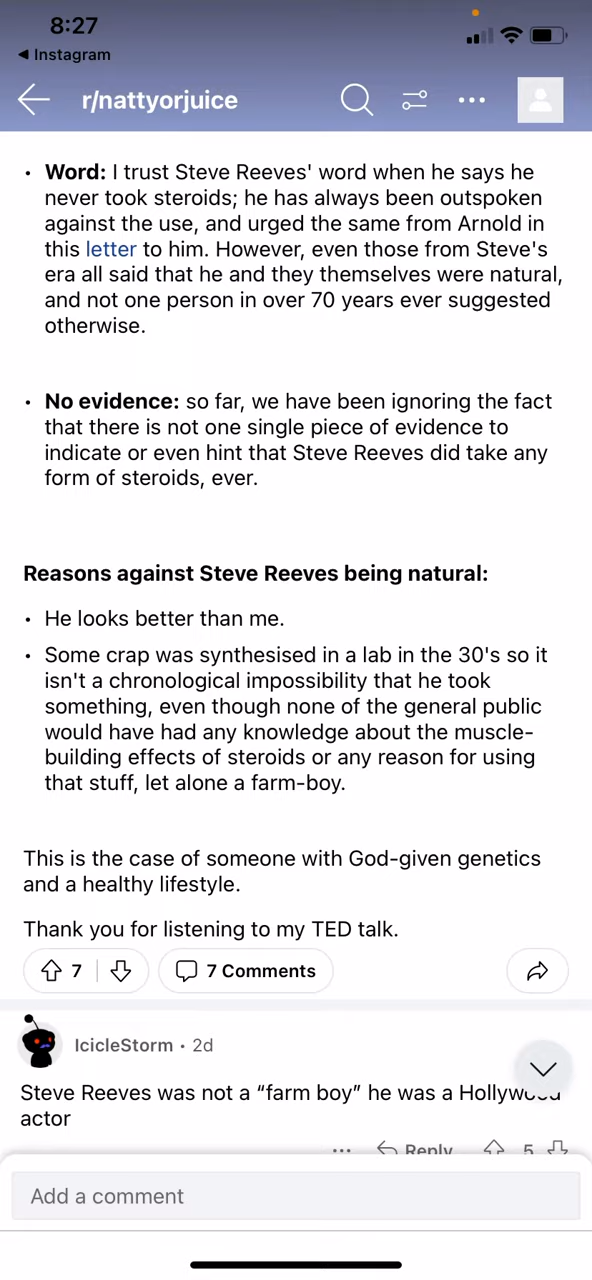 8:27
◀ Instagram
r/nattyorjuice
• Word: I trust Steve Reeves' word when he says he
never took steroids; he has always been outspoken
against the use, and urged the same from Arnold in
this letter to him. However, even those from Steve's
era all said that he and they themselves were natural,
and not one person in over 70 years ever suggested
otherwise.
• No evidence: so far, we have been ignoring the fact
that there is not one single piece of evidence to
indicate or even hint that Steve Reeves did take any
form of steroids, ever.
Reasons against Steve Reeves being natural:
• He looks better than me.
• Some crap was synthesised in a lab in the 30's so it
isn't a chronological impossibility that he took
something, even though none of the general public
would have had any knowledge about the muscle-
building effects of steroids or any reason for using
that stuff, let alone a farm-boy.
This is the case of someone with God-given genetics
and a healthy lifestyle.
Thank you for listening to my TED talk.
7 7 Comments
IcicleStorm • 2d
Steve Reeves was not a “farm boy” he was a Hollywood
actor
... Reply 5
Add a comment